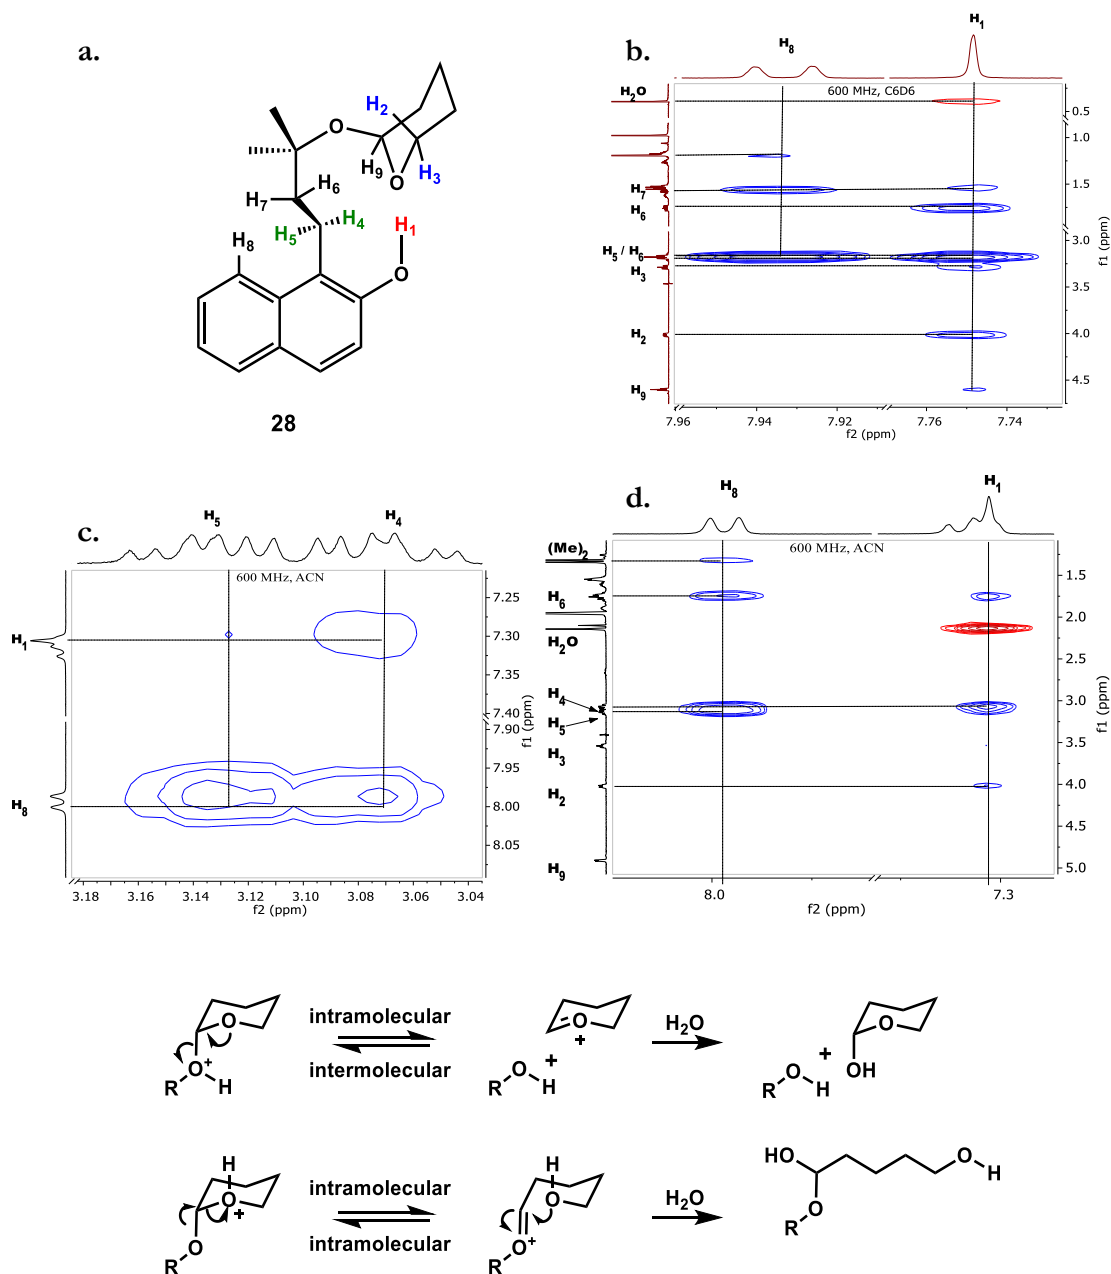 a.
H2
O
H9
O
H3
H6
H7
H5
H4
H1
H8
O
28
b.
H8
H1
600 MHz, C6D6
H2O
H7
H6
H5 / H6
H3
H2
H9
0.5
1.0
1.5
3.0
3.5
4.0
4.5
f1 (ppm)
7.96
7.94
7.92
7.76
7.74
f2 (ppm)
c.
H5
H4
600 MHz, ACN
H1
H8
7.25
7.30
7.35
7.40
7.90
7.95
8.00
8.05
f1 (ppm)
3.18
3.14
3.12
3.10
3.08
3.06
3.04
f2 (ppm)
d.
H8
H1
600 MHz, ACN
(Me)2
H6
H2O
H4
H5
H3
H2
H9
1.5
2.0
2.5
3.0
3.5
4.0
4.5
5.0
f1 (ppm)
8.0
7.3
f2 (ppm)
O
O+
R
H
intramolecular
intermolecular
O
+
R
O
H
+
H2O
R
O
H
+
O
OH
H
O
+
O
R
intramolecular
intramolecular
H
O
O+
R
H2O
HO
O
R
O
H